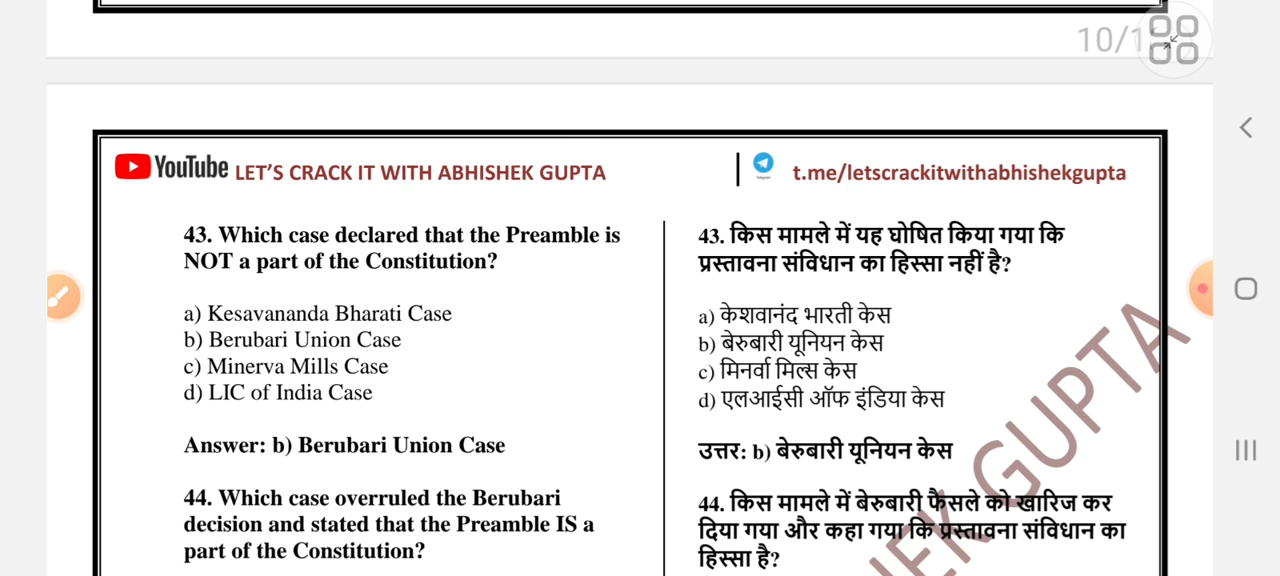 10/1
YouTube LET'S CRACK IT WITH ABHISHEK GUPTA
t.me/letscrackitwithabhishekgupta
43. Which case declared that the Preamble is
NOT a part of the Constitution?
a) Kesavananda Bharati Case
b) Berubari Union Case
c) Minerva Mills Case
d) LIC of India Case
Answer: b) Berubari Union Case
44. Which case overruled the Berubari
decision and stated that the Preamble IS a
part of the Constitution?
43. किस मामले में यह घोषित किया गया कि
प्रस्तावना संविधान का हिस्सा नहीं है?
a) केशवानंद भारती केस
b) बेरुबारी यूनियन केस
c) मिनर्वा मिल्स केस
d) एलआईसी ऑफ इंडिया केस
उत्तर: b) बेरुबारी यूनियन केस
44. किस मामले में बेरुबारी फैसले को खारिज कर
दिया गया और कहा गया कि प्रस्तावना संविधान का
हिस्सा है?
GUPTA